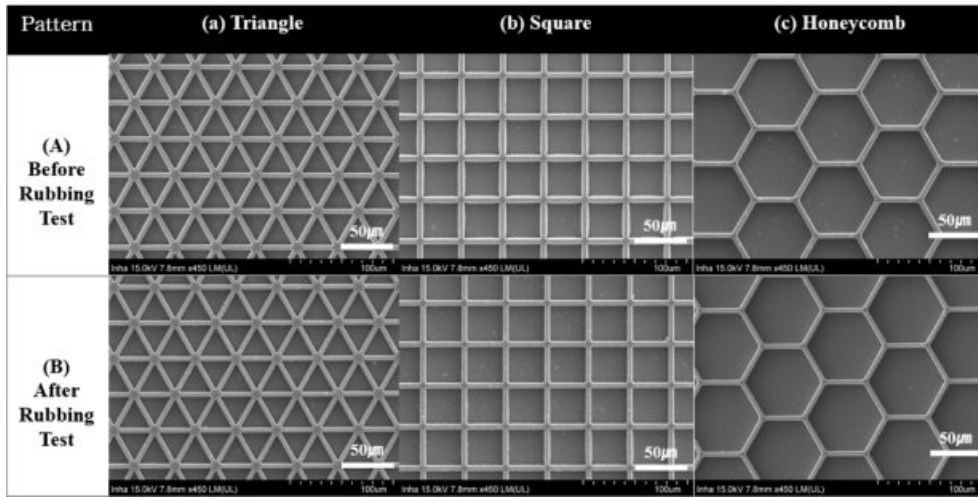 Pattern (a) Triangle (b) Square (c) Honeycomb
(A)
Before
Rubbing
Test
50㎛ 50㎛ 50㎛
Inha 15.0kV 7.8mm x450 LM(UL) 100um Inha 15.0kV 7.8mm x450 LM(UL) 100um Inha 15.0kV 7.8mm x450 LM(UL) 100um
(B)
After
Rubbing
Test
50㎛ 50㎛ 50㎛
Inha 15.0kV 7.8mm x450 LM(UL) 100um Inha 15.0kV 7.8mm x450 LM(UL) 100um Inha 15.0kV 7.8mm x450 LM(UL) 100um